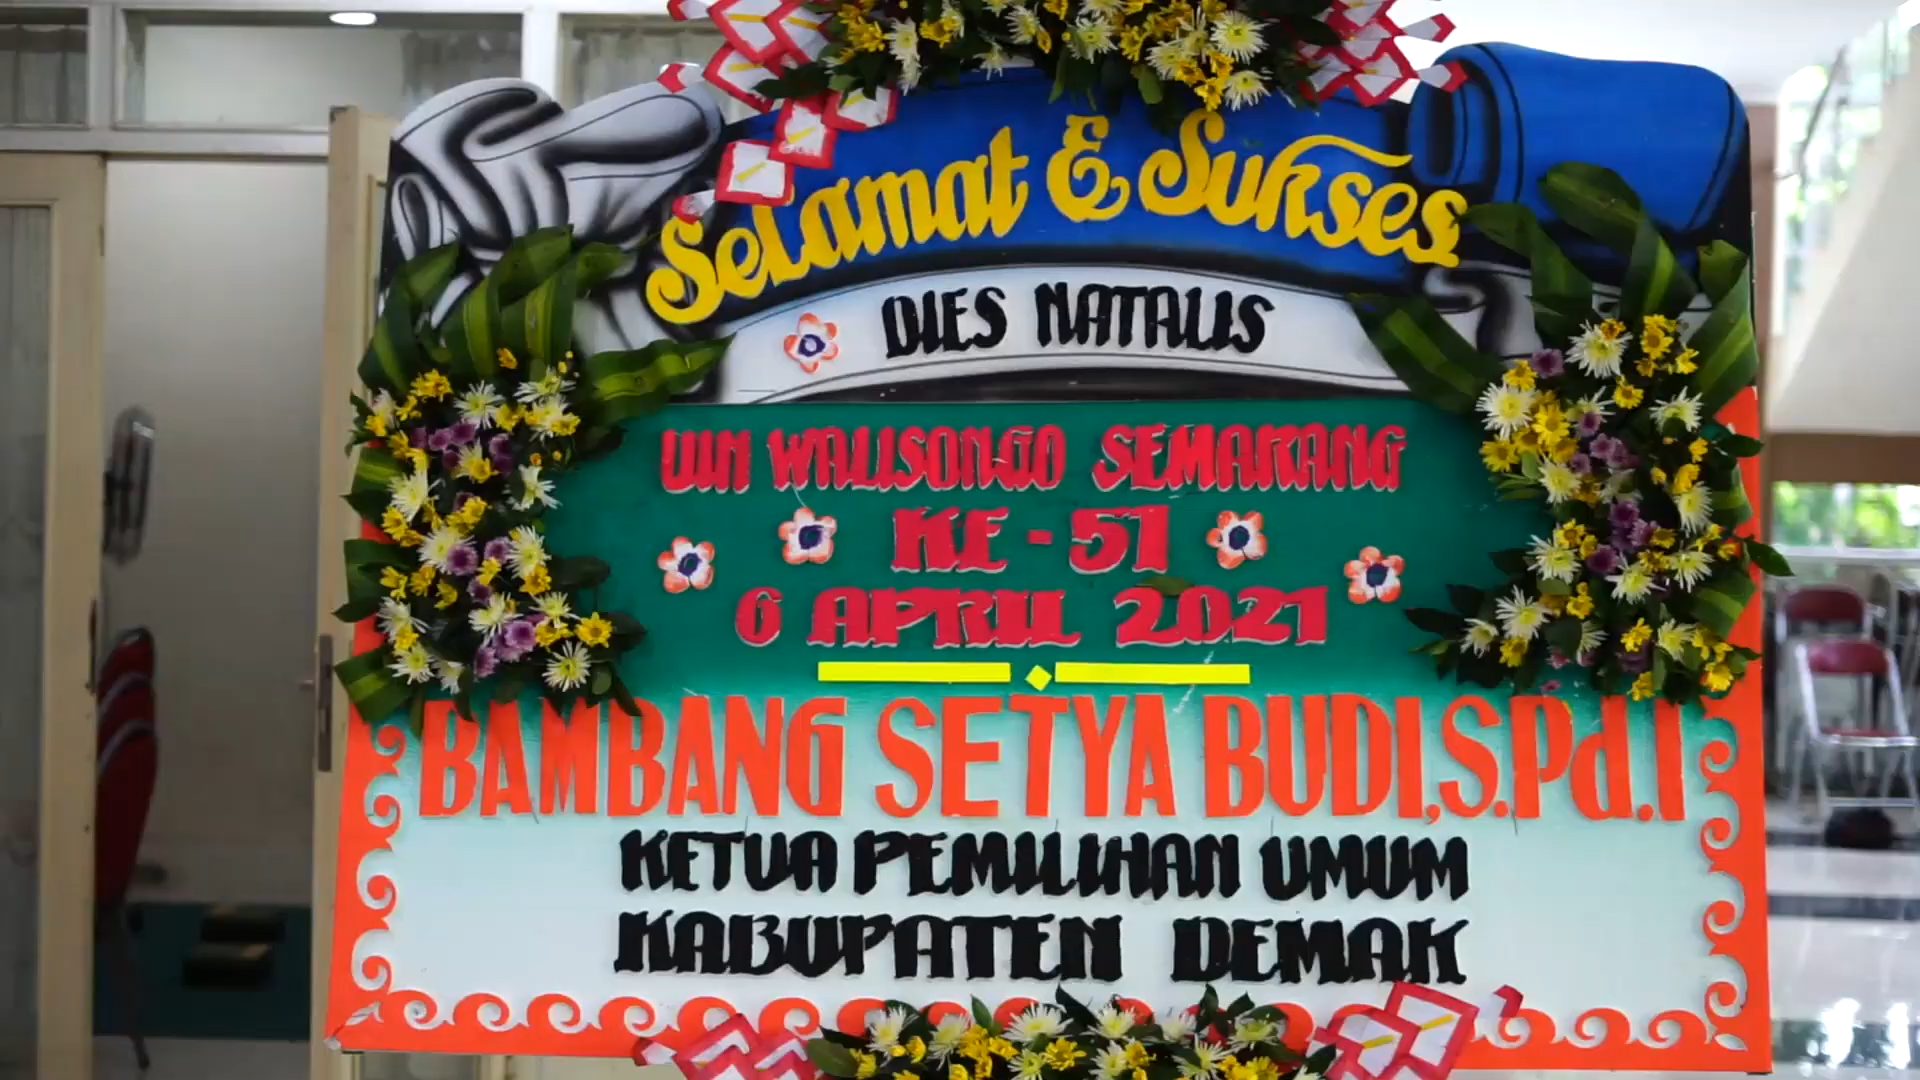 Selamat & Sukses
DIES NATALIS
UIN WALISONGO SEMARANG
KE - 51
6 APRIL 2021
BAMBANG SETYA BUDI,S.Pd.I
KETUA PEMILIHAN UMUM
KABUPATEN DEMAK